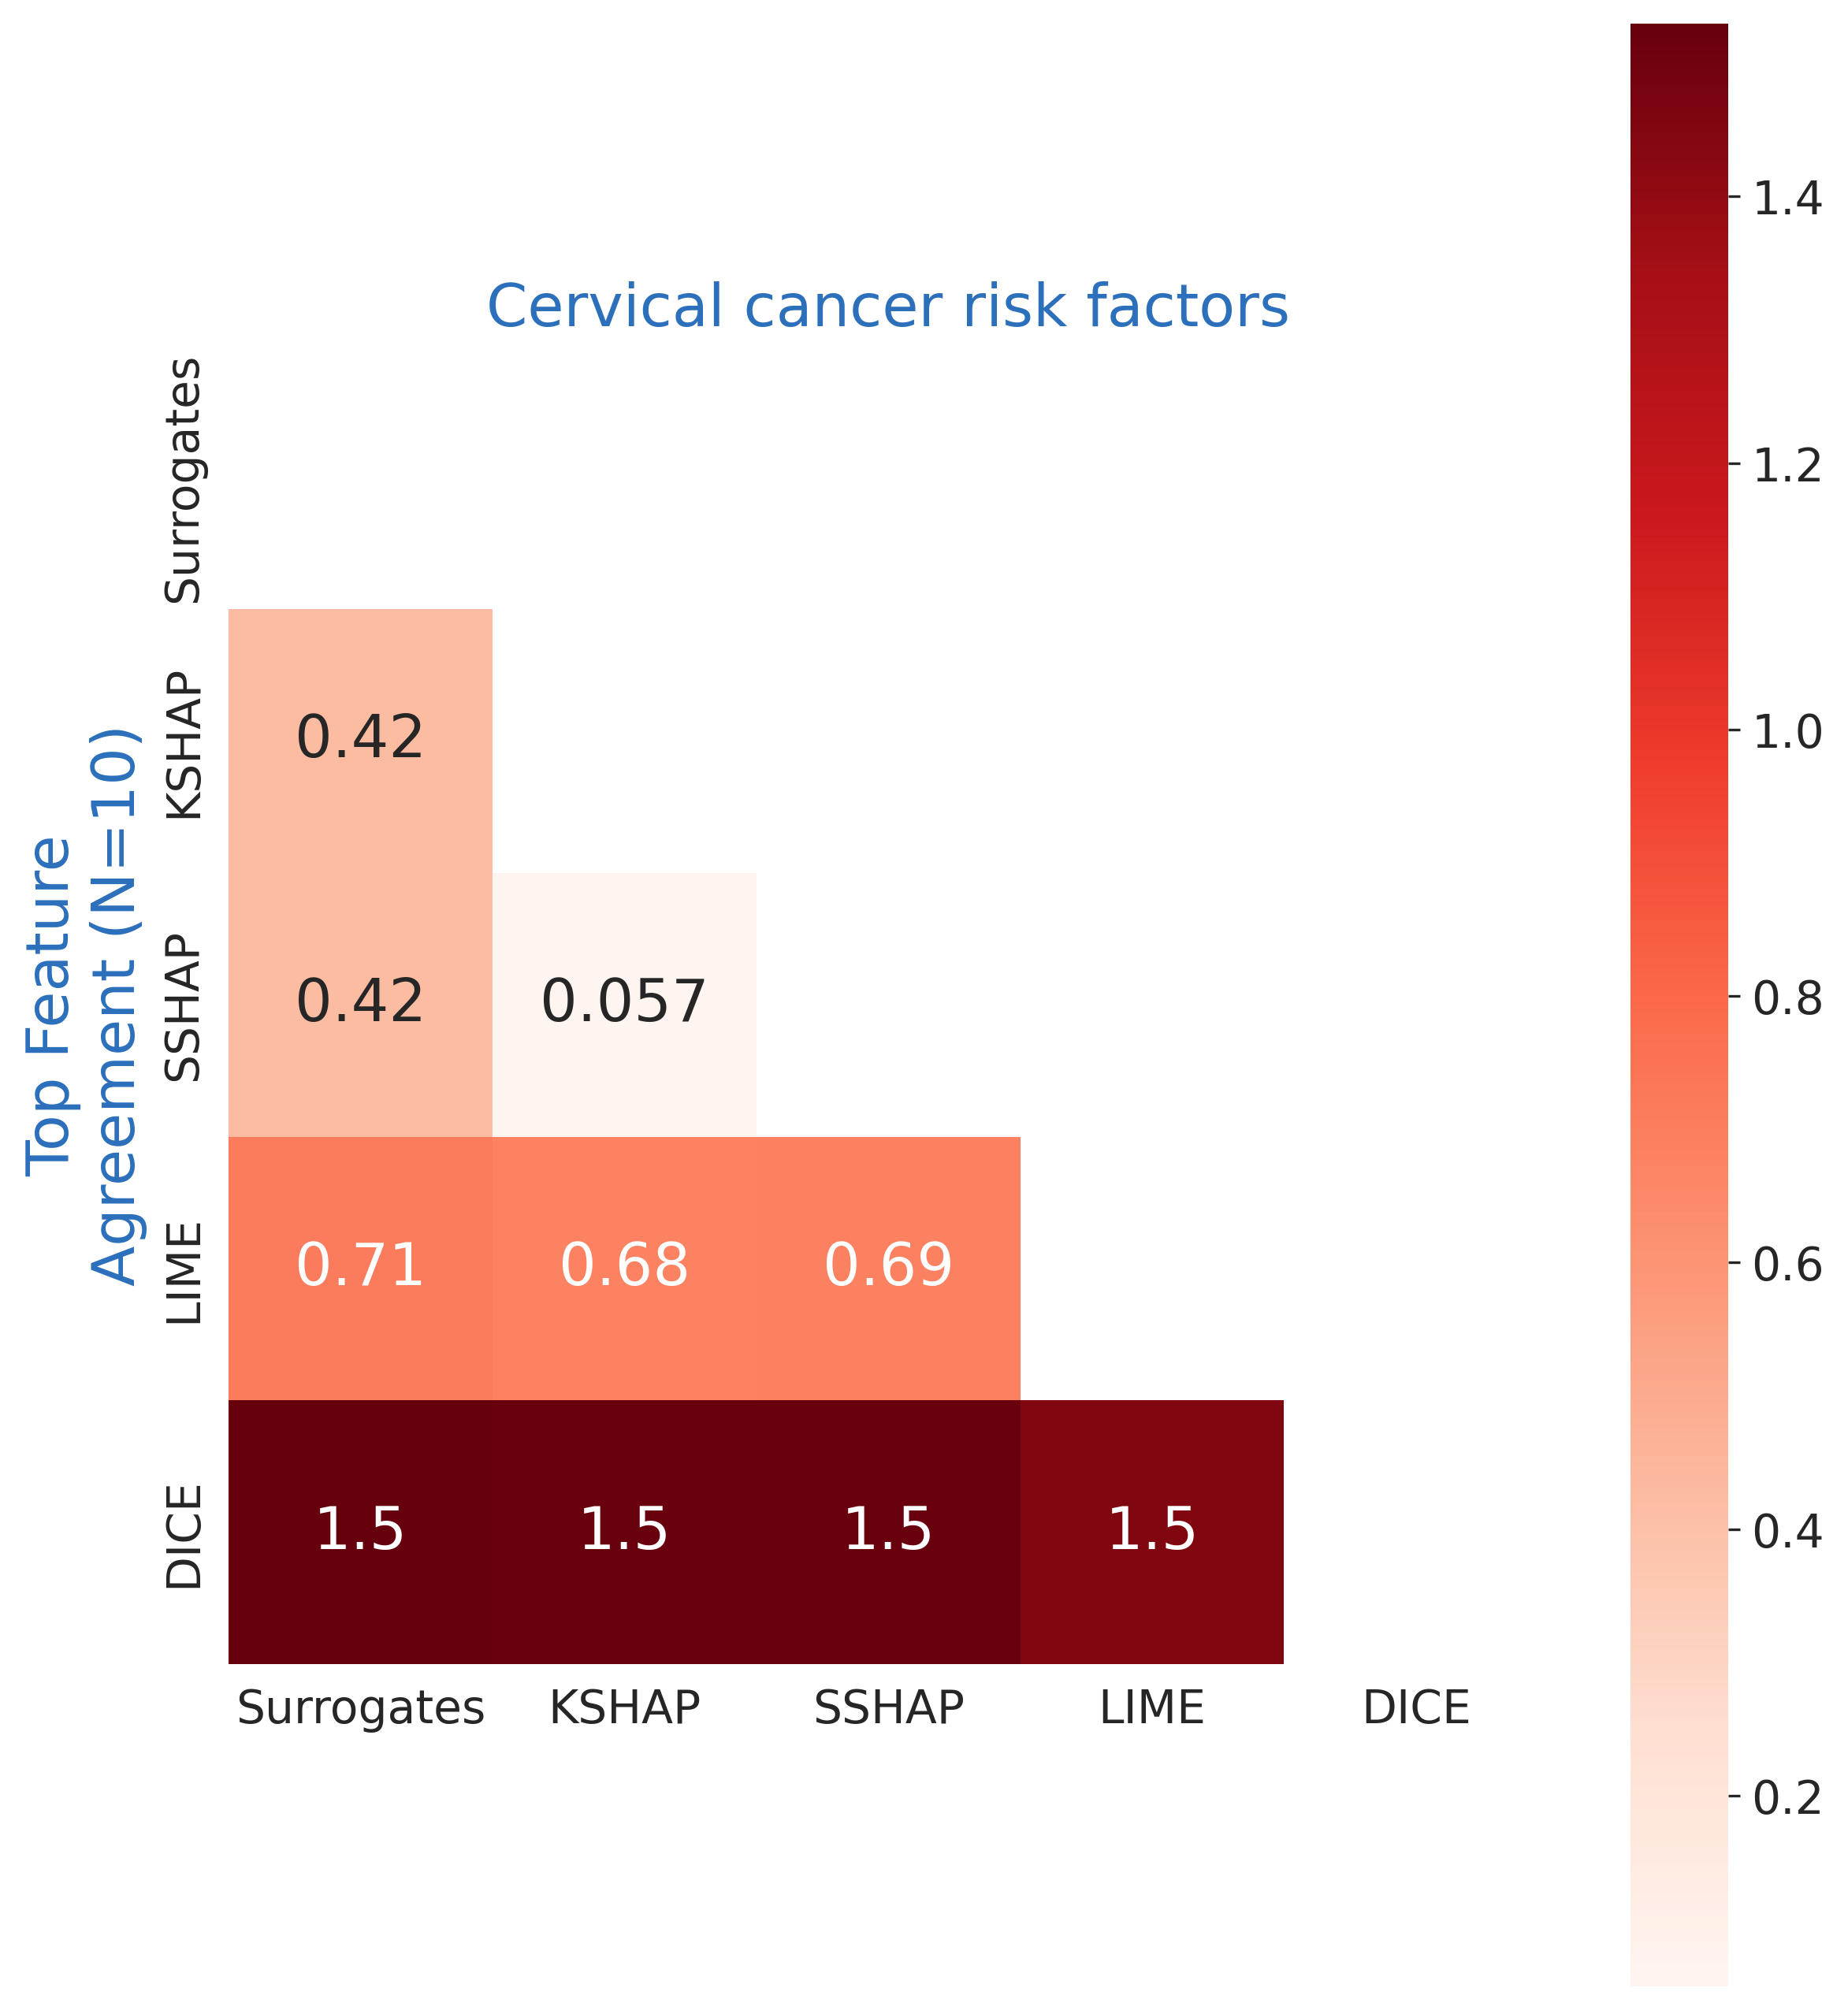 Cervical cancer risk factors
Top Feature
Agreement (N=10)
Surrogates
KSHAP
SSHAP
LIME
DICE
0.42
0.42 0.057
0.71 0.68 0.69
1.5 1.5 1.5 1.5
Surrogates KSHAP SSHAP LIME DICE
1.4
1.2
1.0
0.8
0.6
0.4
0.2